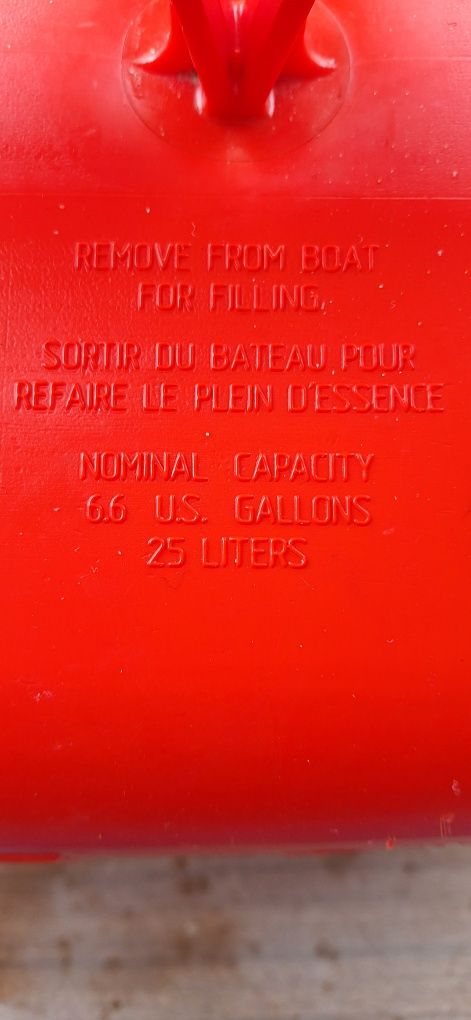 REMOVE FROM BOAT
FOR FILLING
SORTIR DU BATEAU POUR
REFAIRE LE PLEIN D'ESSENCE
NOMINAL CAPACITY
6.6 U.S. GALLONS
25 LITERS